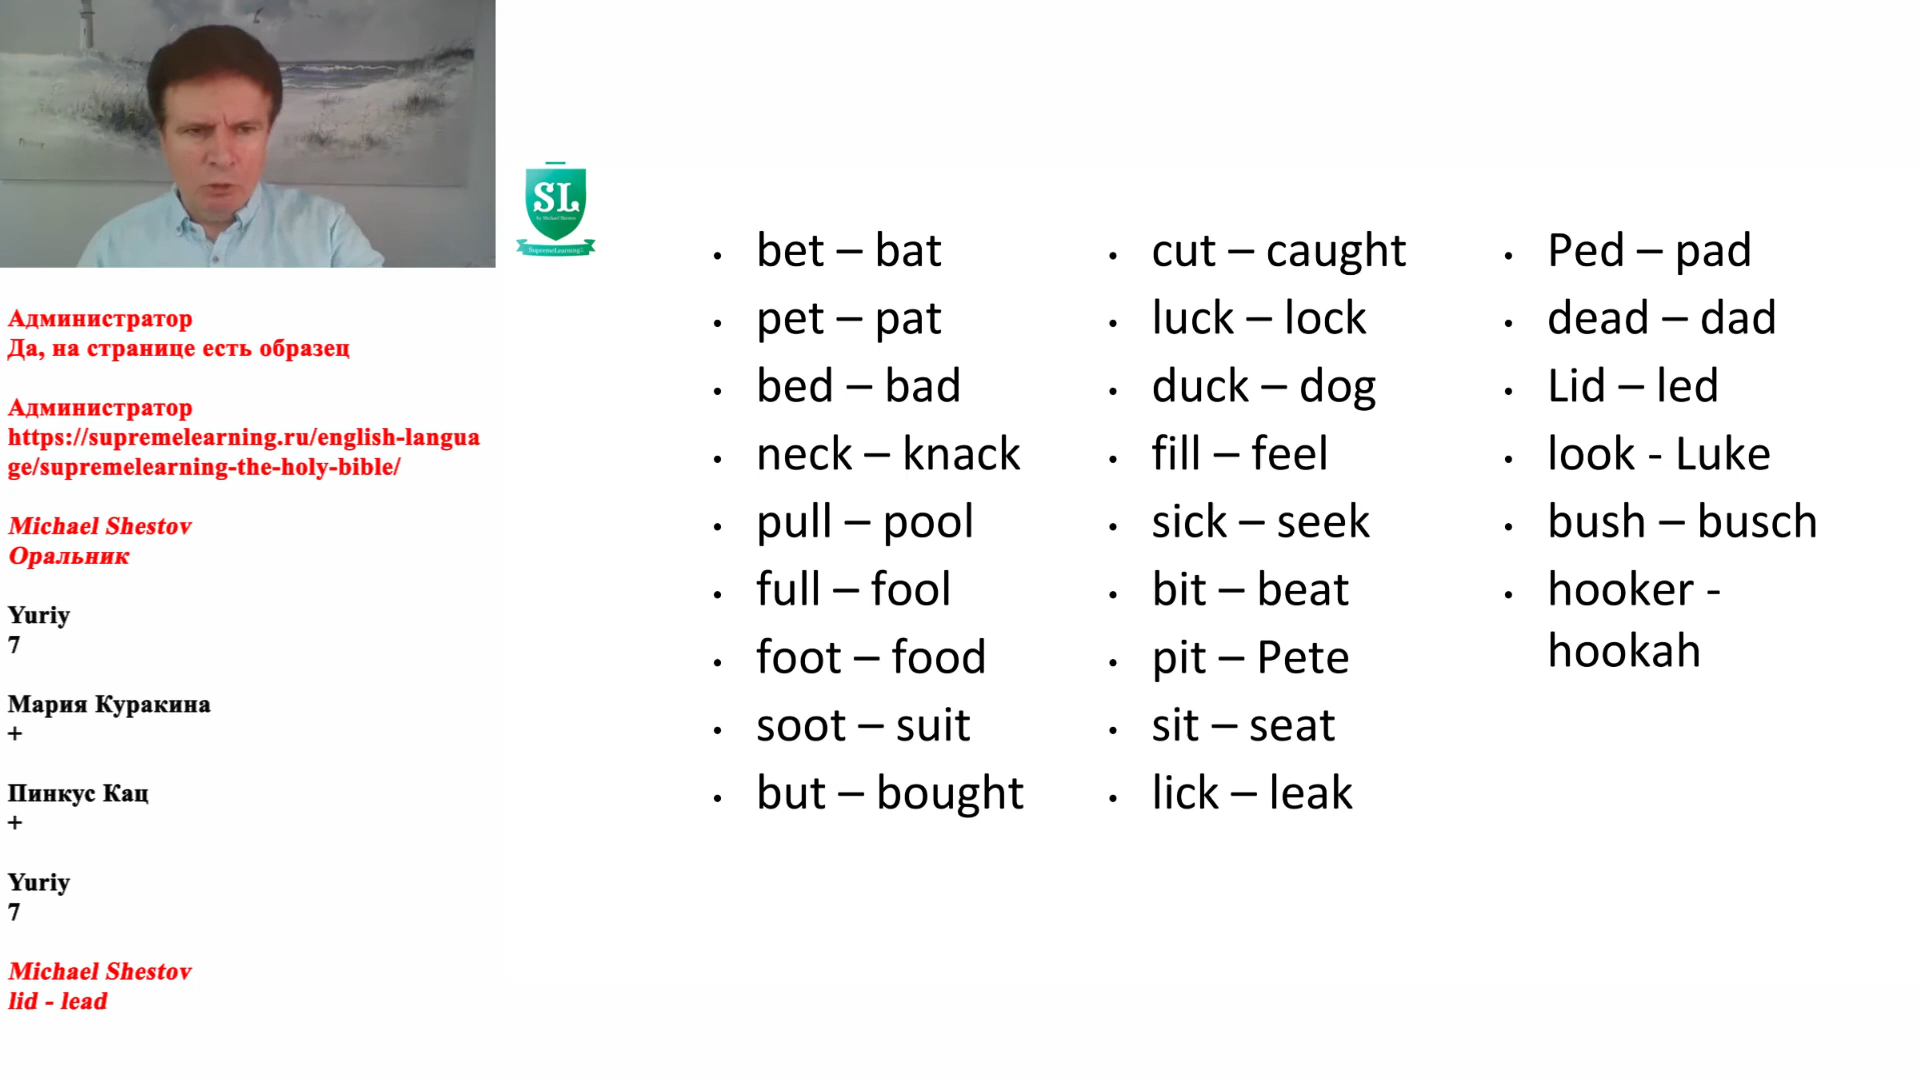 SL
by Michael Shestov
SupremeLearning
Администратор
Да, на странице есть образец
Администратор
https://supremelearning.ru/english-langua
ge/supremelearning-the-holy-bible/
Michael Shestov
Оральник
Yuriy
7
Мария Куракина
+
Пинкус Кац
+
Yuriy
7
Michael Shestov
lid - lead
• bet – bat
• pet – pat
• bed – bad
• neck – knack
• pull – pool
• full – fool
• foot – food
• soot – suit
• but – bought
• cut – caught
• luck – lock
• duck – dog
• fill – feel
• sick – seek
• bit – beat
• pit – Pete
• sit – seat
• lick – leak
• Ped – pad
• dead – dad
• Lid – led
• look - Luke
• bush – busch
• hooker -
hookah